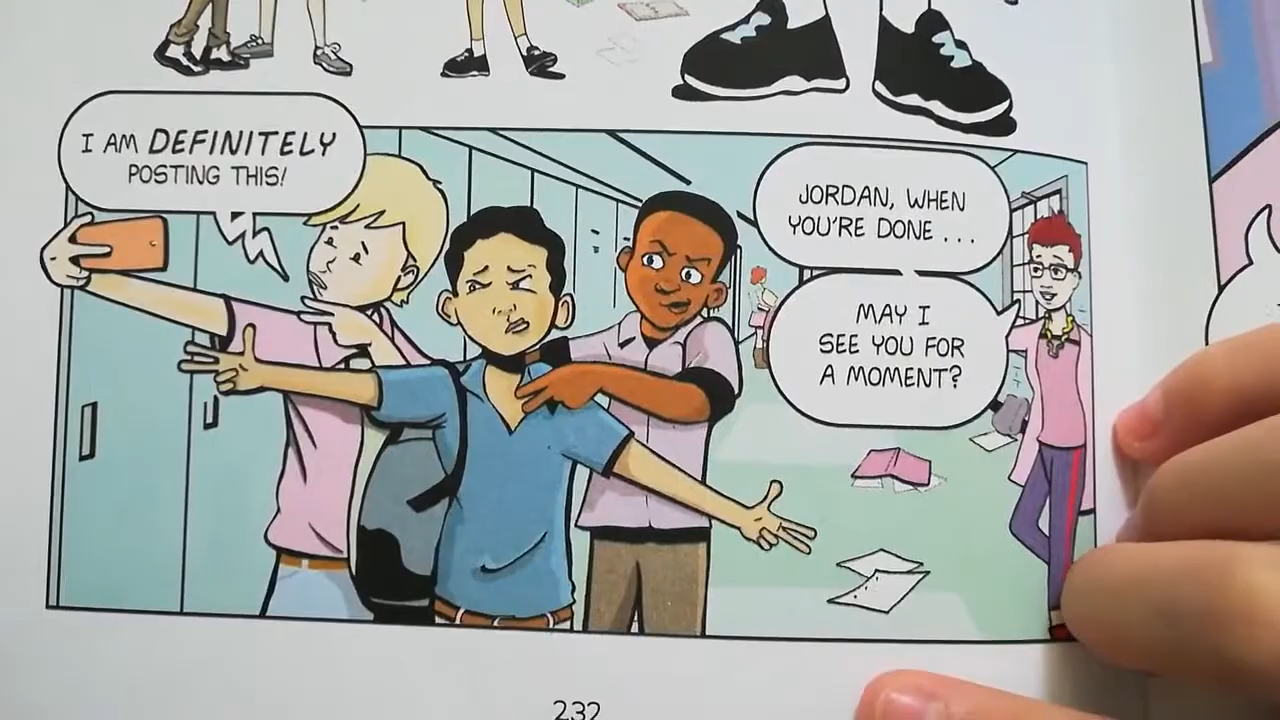 I AM DEFINITELY
POSTING THIS!
JORDAN, WHEN
YOU'RE DONE . . .
MAY I
SEE YOU FOR
A MOMENT?
232